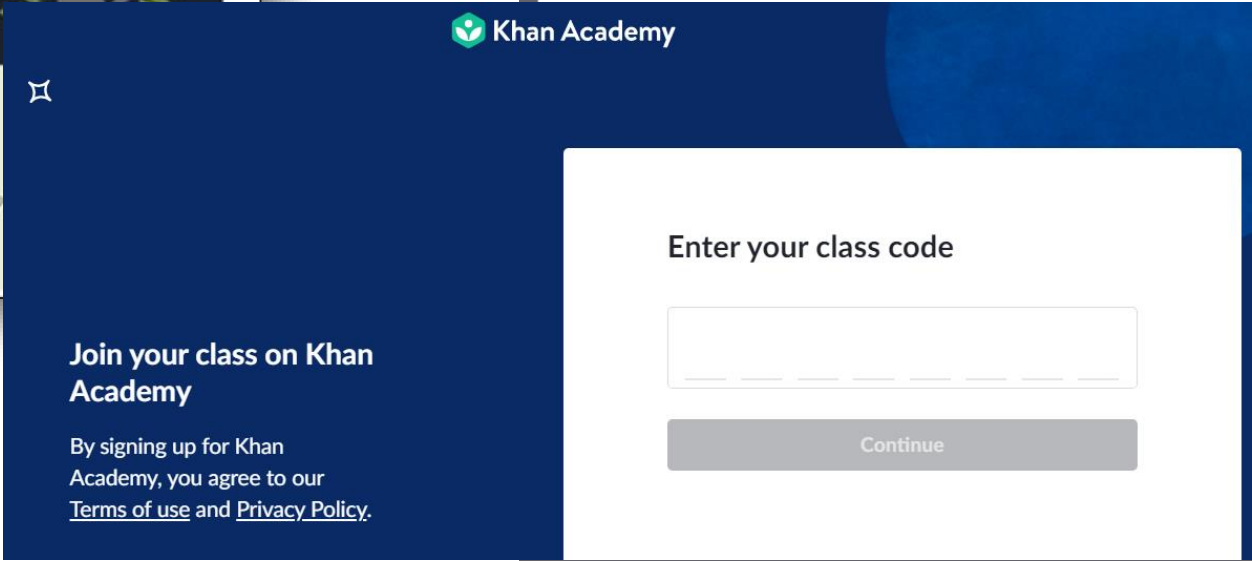 Khan Academy
Join your class on Khan
Academy
By signing up for Khan
Academy, you agree to our
Terms of use and Privacy Policy.
Enter your class code
Continue